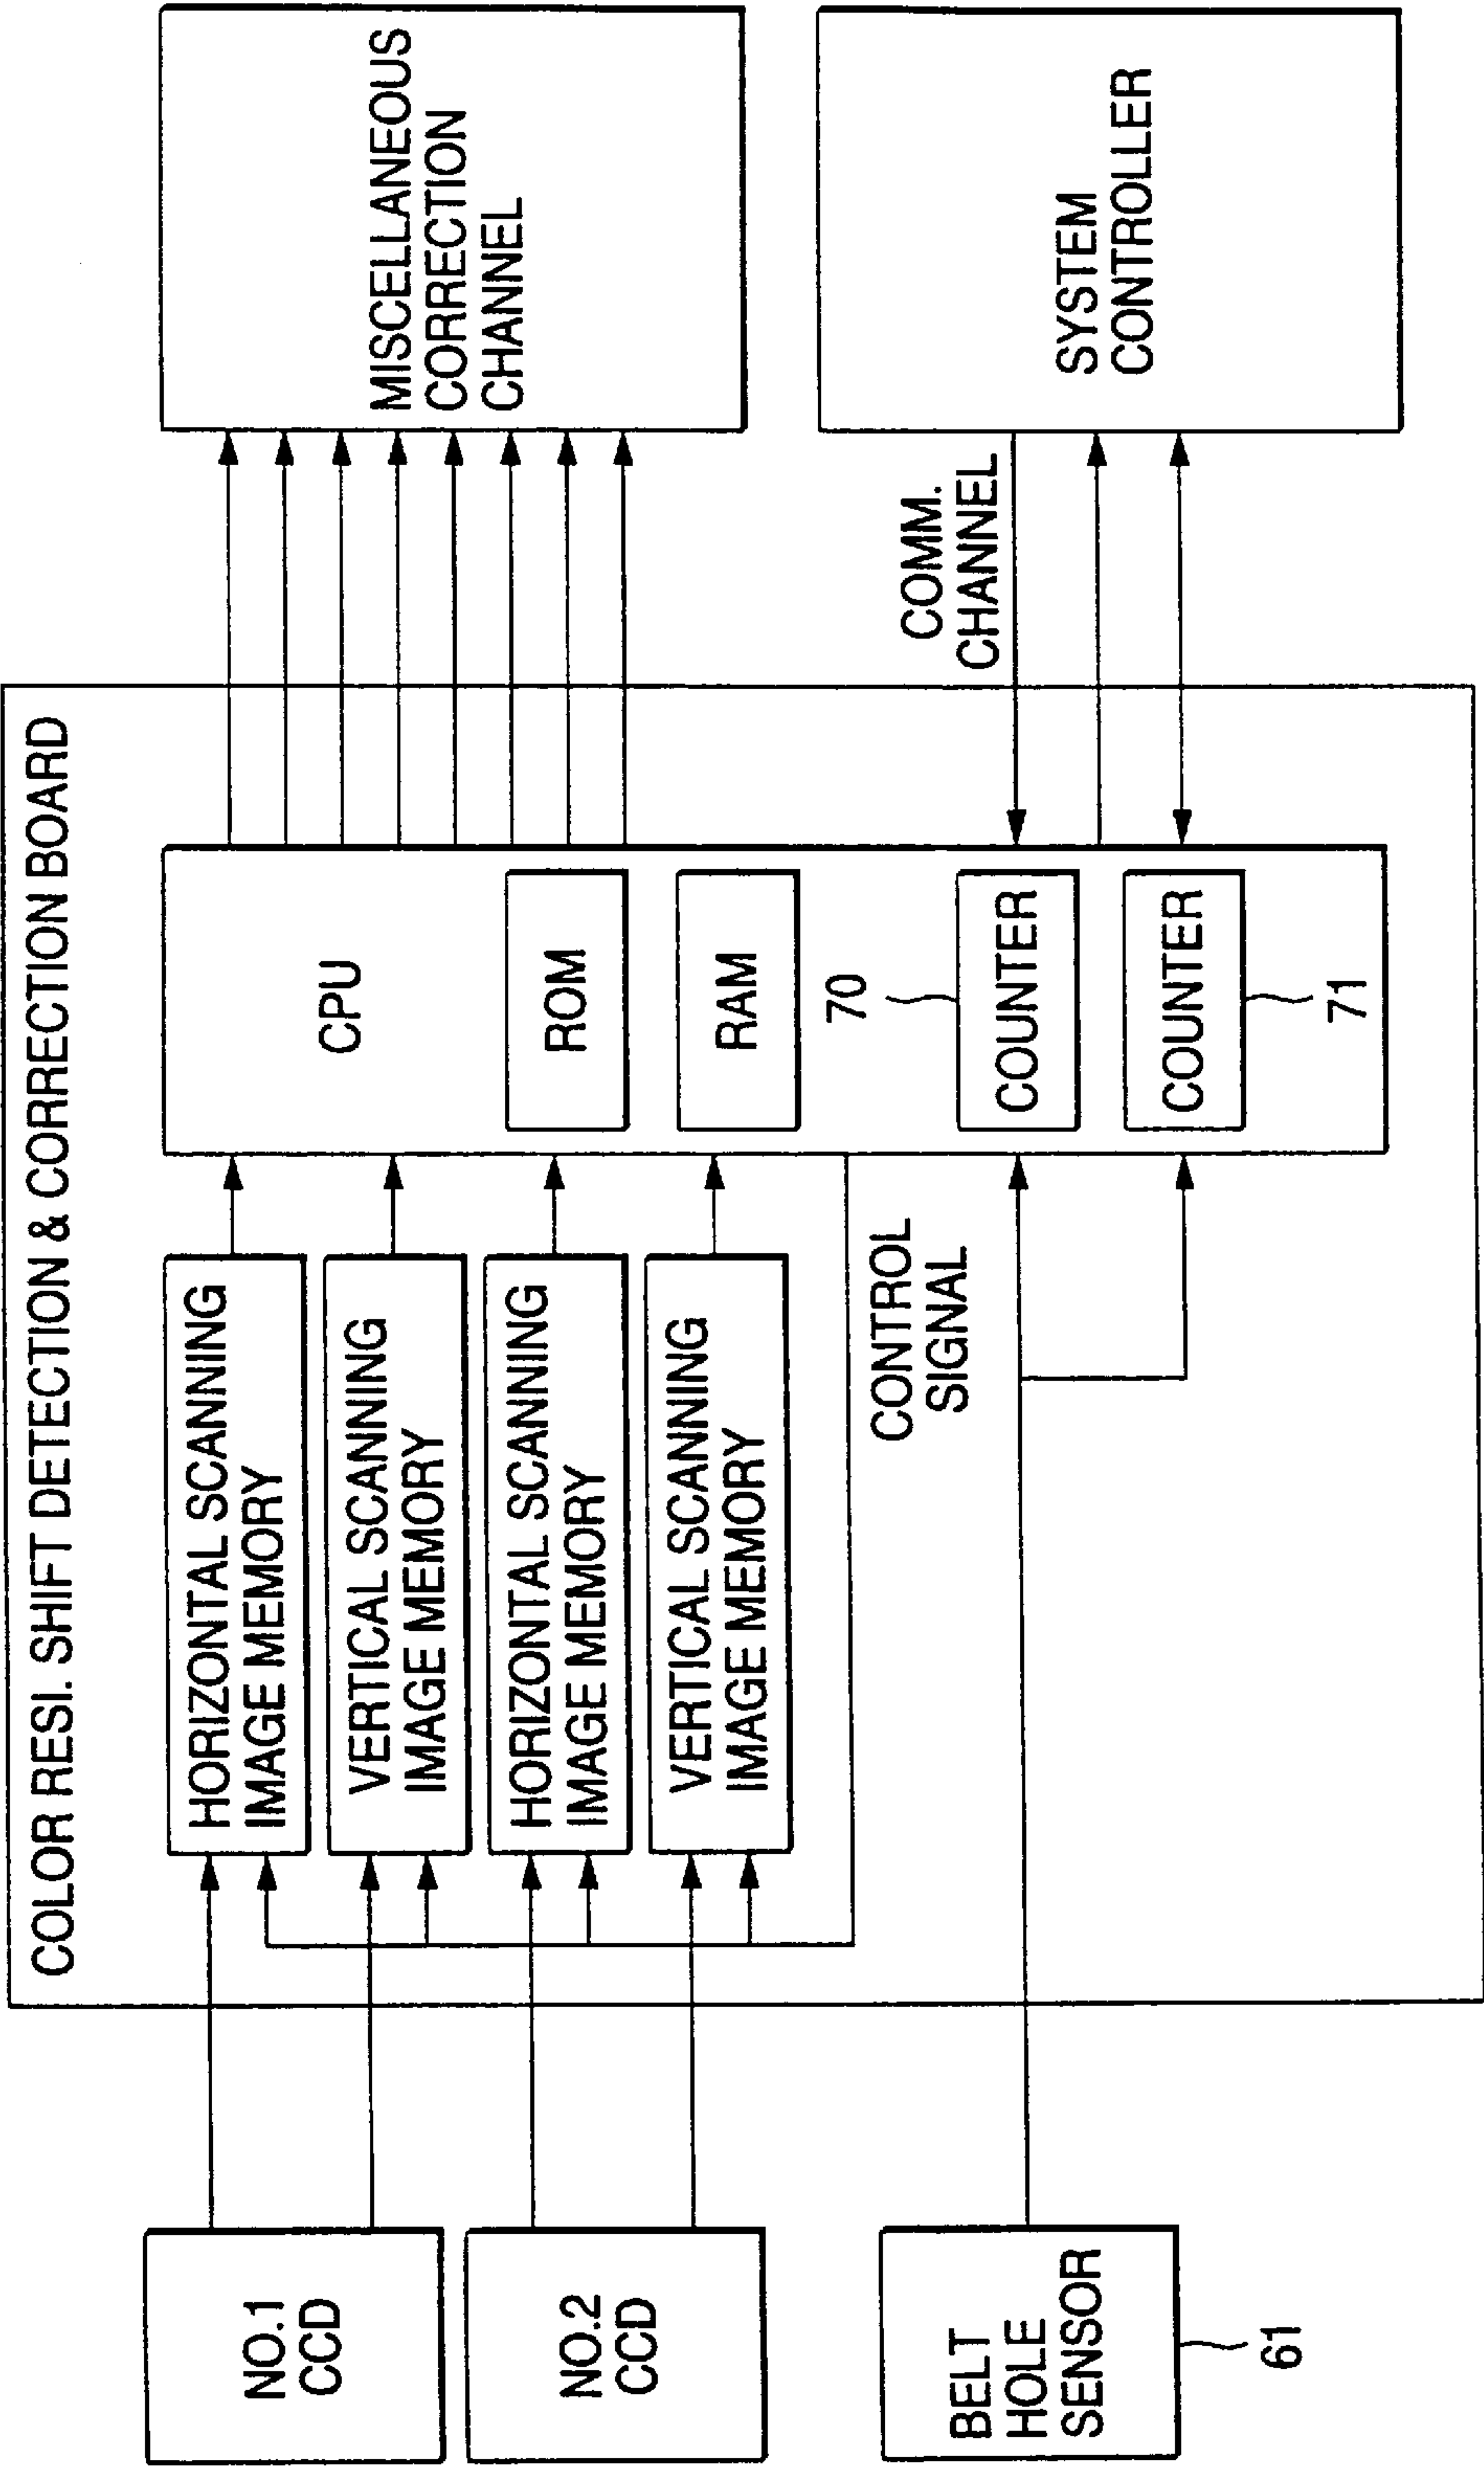 COLOR RESI. SHIFT DETECTION & CORRECTION BOARD
NO.1
CCD
NO.2
CCD
BELT
HOLE
SENSOR
61
HORIZONTAL SCANNING
IMAGE MEMORY
VERTICAL SCANNING
IMAGE MEMORY
HORIZONTAL SCANNING
IMAGE MEMORY
VERTICAL SCANNING
IMAGE MEMORY
CONTROL
SIGNAL
CPU
ROM
RAM
70
COUNTER
COUNTER
71
COMM.
CHANNEL
MISCELLANEOUS
CORRECTION
CHANNEL
SYSTEM
CONTROLLER